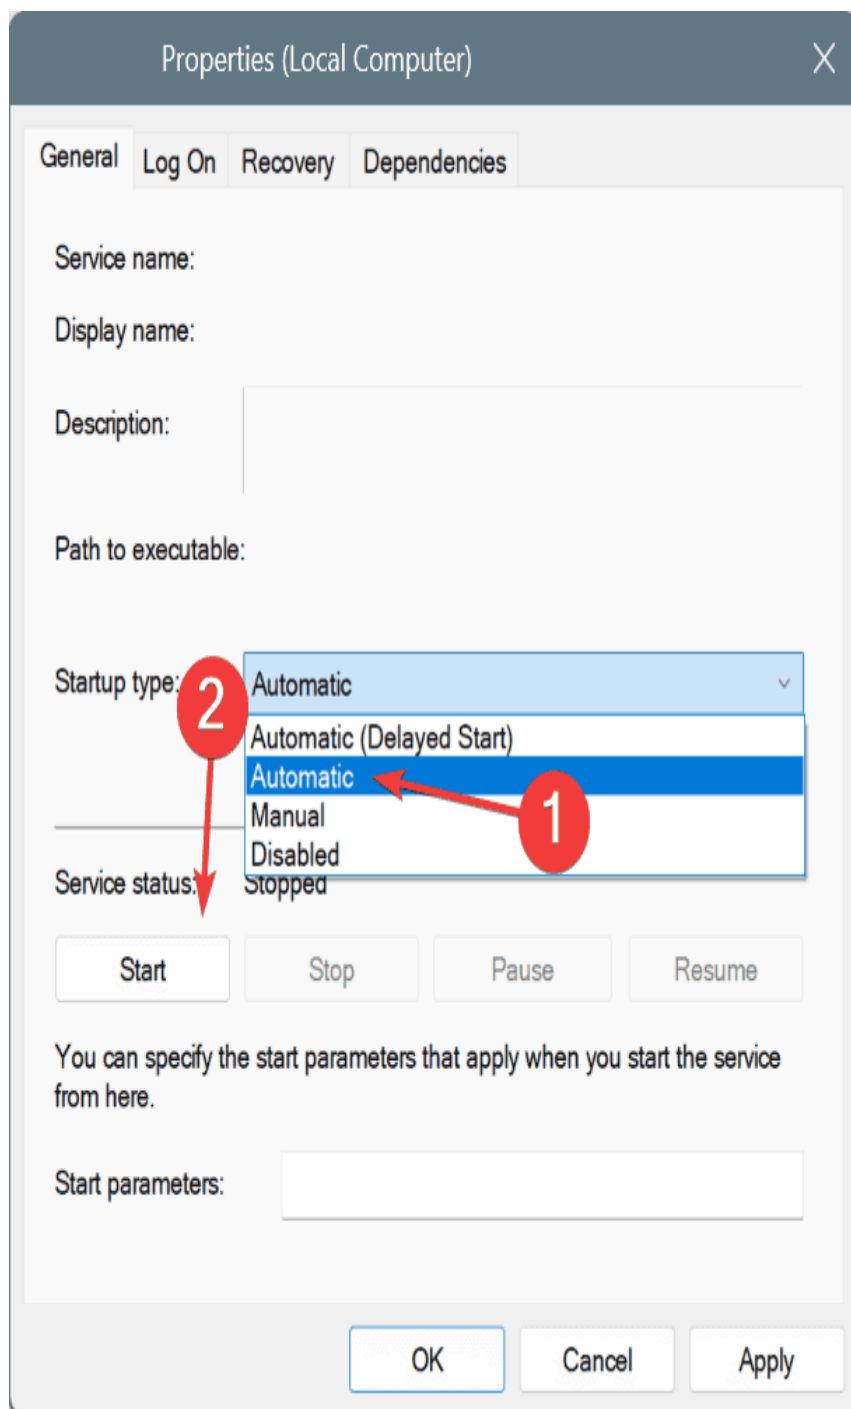 Properties (Local Computer)
General Log On Recovery Dependencies
Service name:
Display name:
Description:
Path to executable:
Startup type: 2 Automatic
Automatic (Delayed Start)
Automatic
1
Manual
Disabled
Service status: Stopped
Start Stop Pause Resume
You can specify the start parameters that apply when you start the service
from here.
Start parameters:
OK Cancel Apply